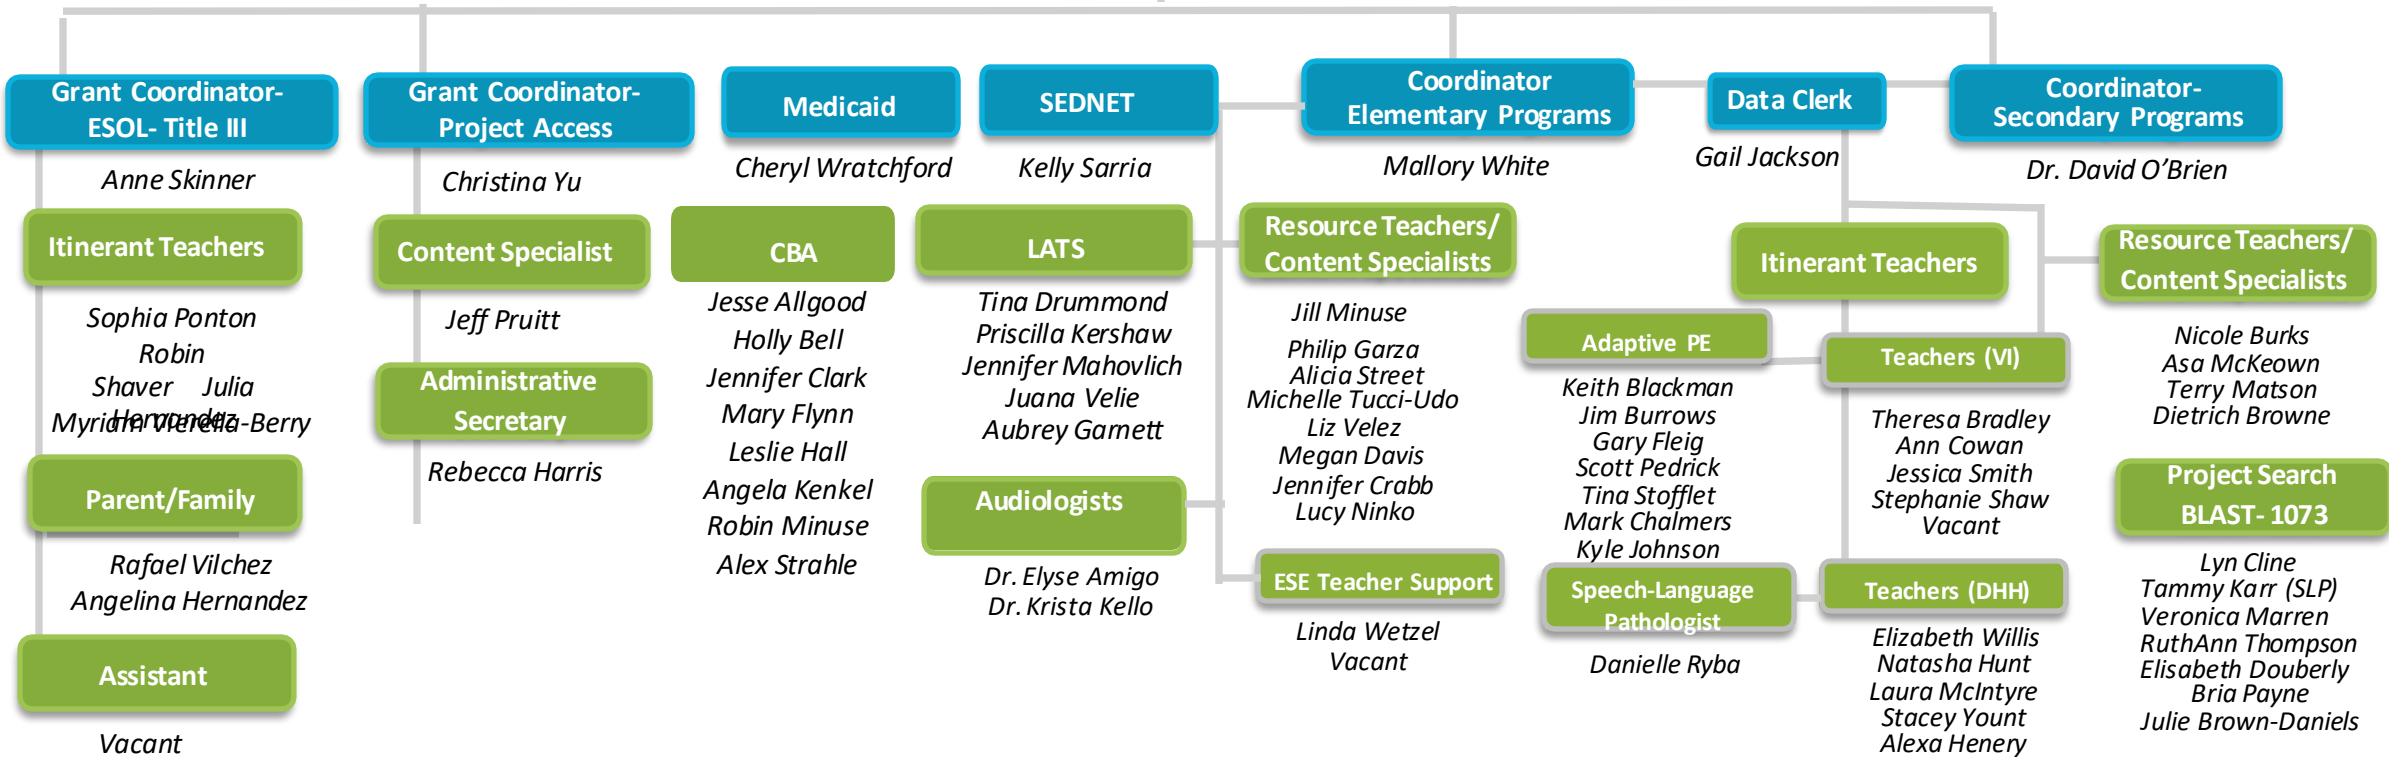 Grant Coordinator-
ESOL- Title III
Anne Skinner
Itinerant Teachers
Sophia Ponton
Robin
Shaver Julia
Hernandez
Myriam Vierella-Berry
Parent/Family
Rafael Vilchez
Angelina Hernandez
Assistant
Vacant
Grant Coordinator-
Project Access
Christina Yu
Content Specialist
Jeff Pruitt
Administrative
Secretary
Rebecca Harris
Medicaid
Cheryl Wratchford
CBA
Jesse Allgood
Holly Bell
Jennifer Clark
Mary Flynn
Leslie Hall
Angela Kenkel
Robin Minuse
Alex Strahle
SEDNET
Kelly Sarria
LATS
Tina Drummond
Priscilla Kershaw
Jennifer Mahovlich
Juana Velie
Aubrey Garnett
Audiologists
Dr. Elyse Amigo
Dr. Krista Kello
Coordinator
Elementary Programs
Mallory White
Resource Teachers/
Content Specialists
Jill Minuse
Philip Garza
Alicia Street
Michelle Tucci-Udo
Liz Velez
Megan Davis
Jennifer Crabb
Lucy Ninko
ESE Teacher Support
Linda Wetzel
Vacant
Data Clerk
Gail Jackson
Itinerant Teachers
Adaptive PE
Keith Blackman
Jim Burrows
Gary Fleig
Scott Pedrick
Tina Stofflet
Mark Chalmers
Kyle Johnson
Speech-Language
Pathologist
Danielle Ryba
Teachers (VI)
Theresa Bradley
Ann Cowan
Jessica Smith
Stephanie Shaw
Vacant
Teachers (DHH)
Elizabeth Willis
Natasha Hunt
Laura McIntyre
Stacey Yount
Alexa Henery
Coordinator-
Secondary Programs
Dr. David O’Brien
Resource Teachers/
Content Specialists
Nicole Burks
Asa McKeown
Terry Matson
Dietrich Browne
Project Search
BLAST- 1073
Lyn Cline
Tammy Karr (SLP)
Veronica Marren
RuthAnn Thompson
Elisabeth Douberly
Bria Payne
Julie Brown-Daniels